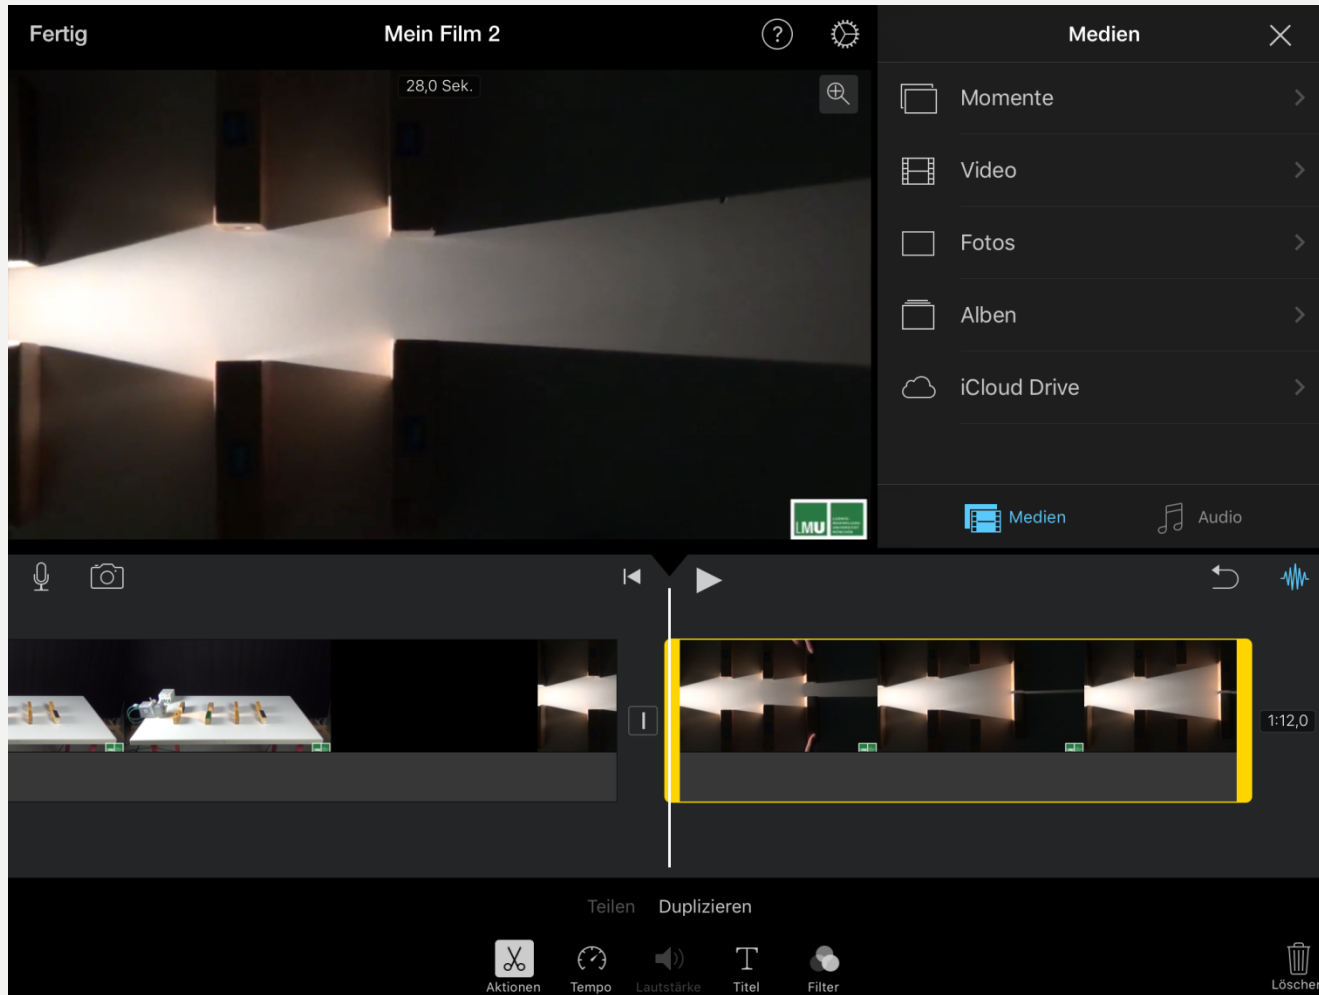 Fertig
Mein Film 2
?
Medien
28,0 Sek.
Momente
Video
Fotos
Alben
iCloud Drive
LMU
Medien
Audio
1:12,0
Teilen
Duplizieren
Aktionen
Tempo
Lautstärke
Titel
Filter